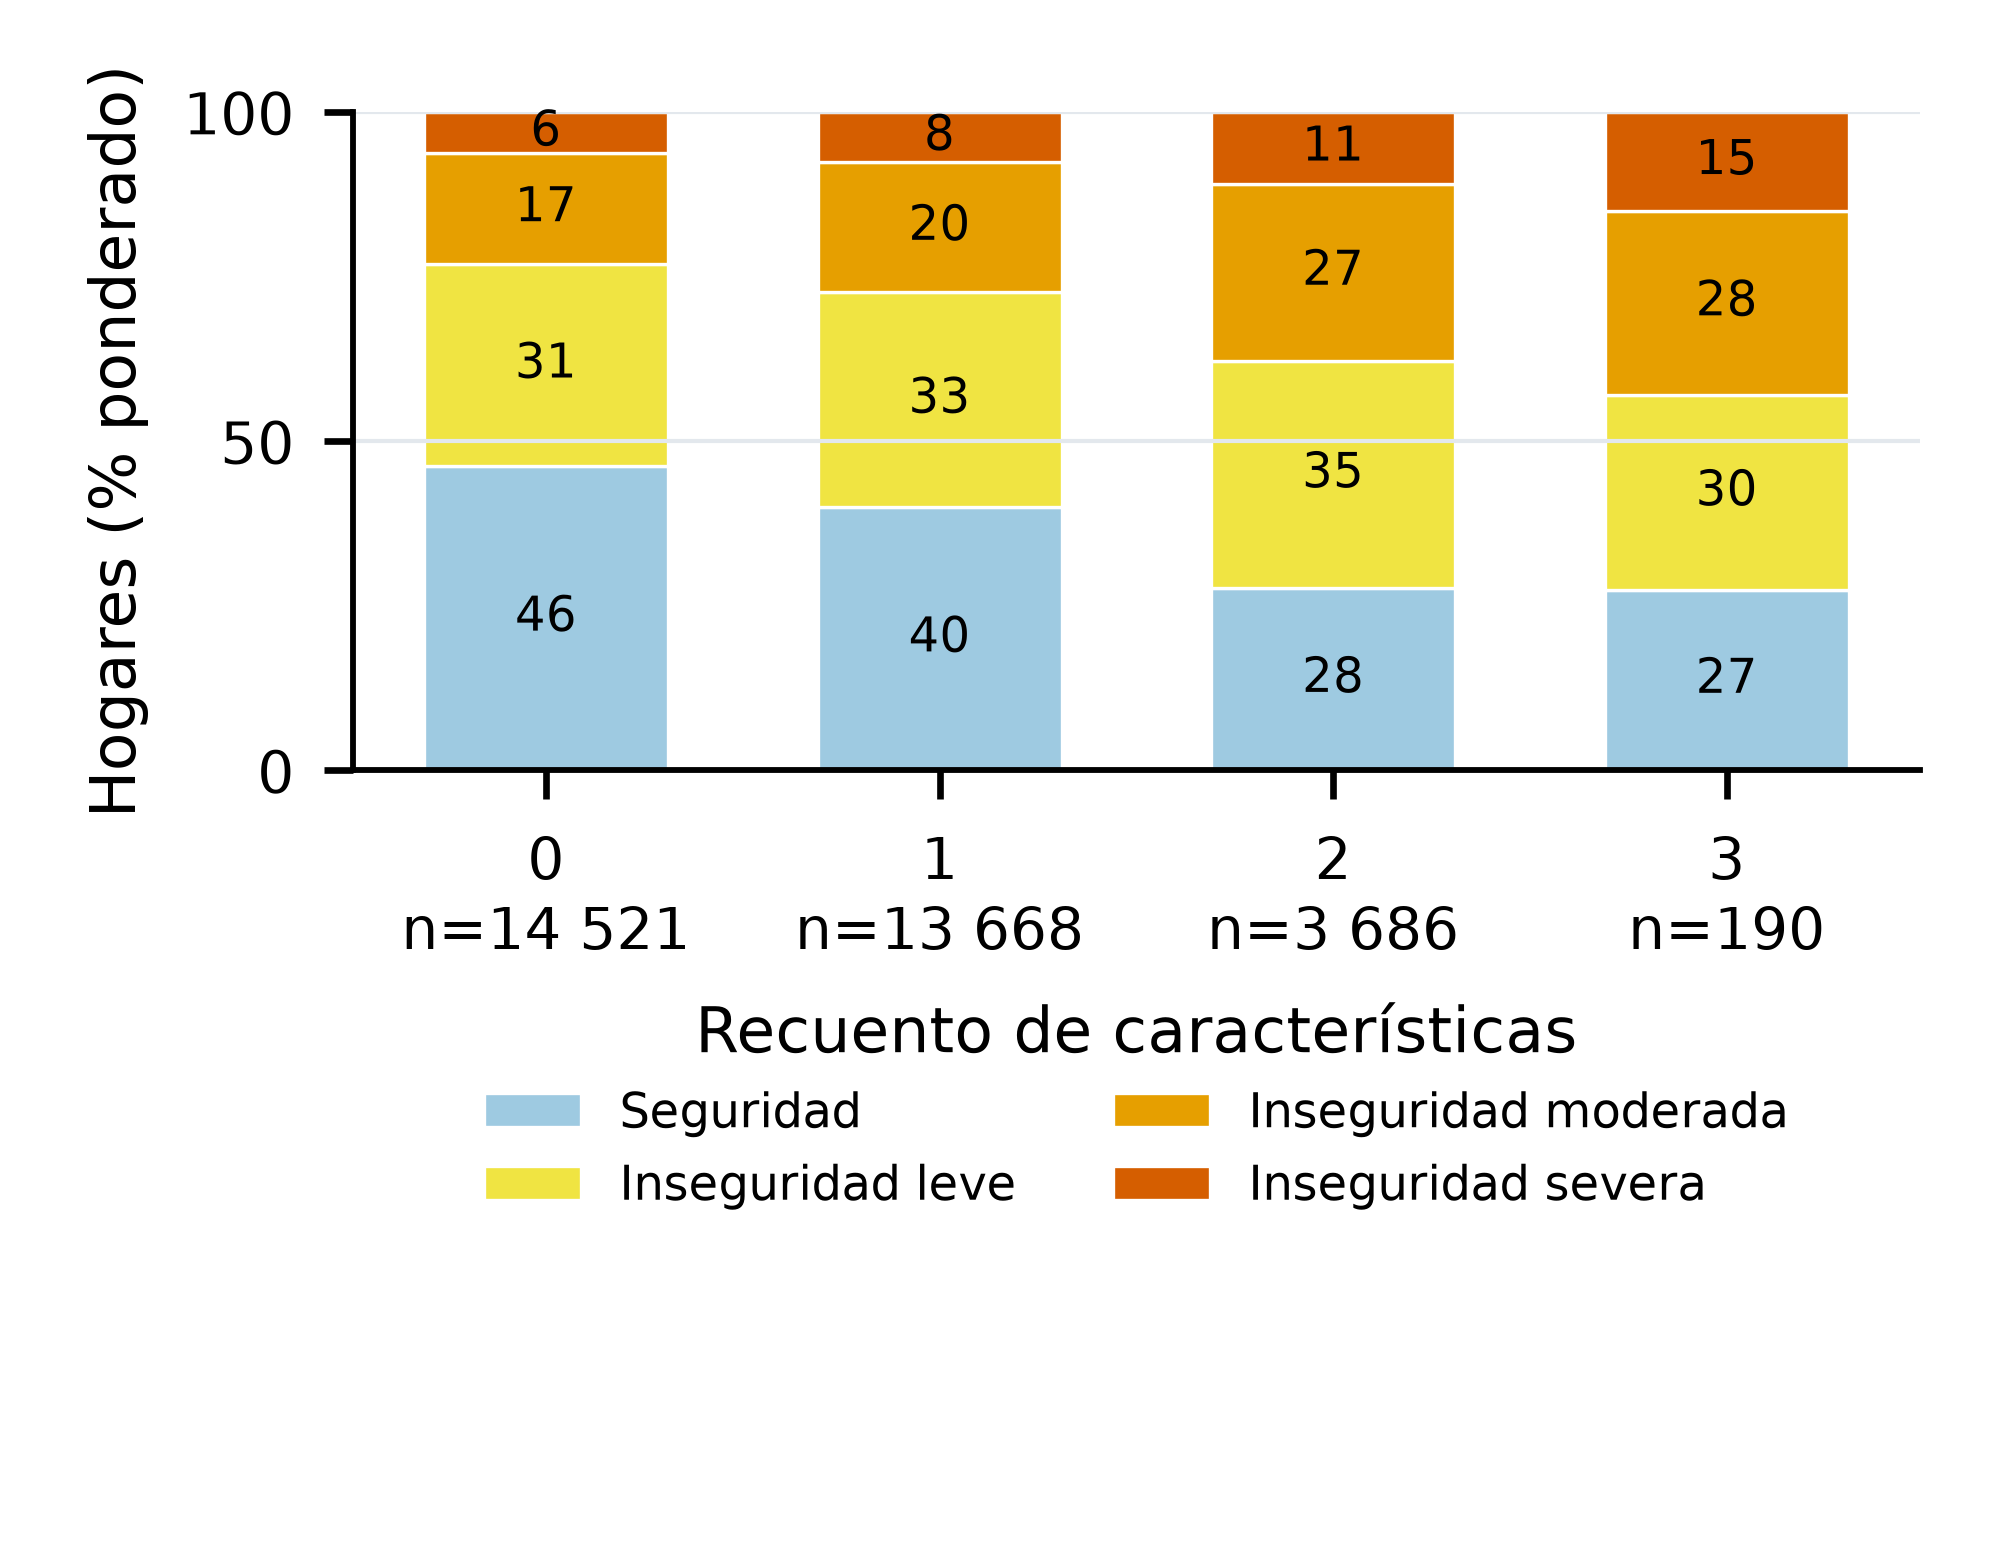 Hogares (% ponderado)
100
50
0
6
17
31
46
8
20
33
40
11
27
35
28
15
28
30
27
0
n=14 521
1
n=13 668
2
n=3 686
3
n=190
Recuento de características
Seguridad
Inseguridad leve
Inseguridad moderada
Inseguridad severa